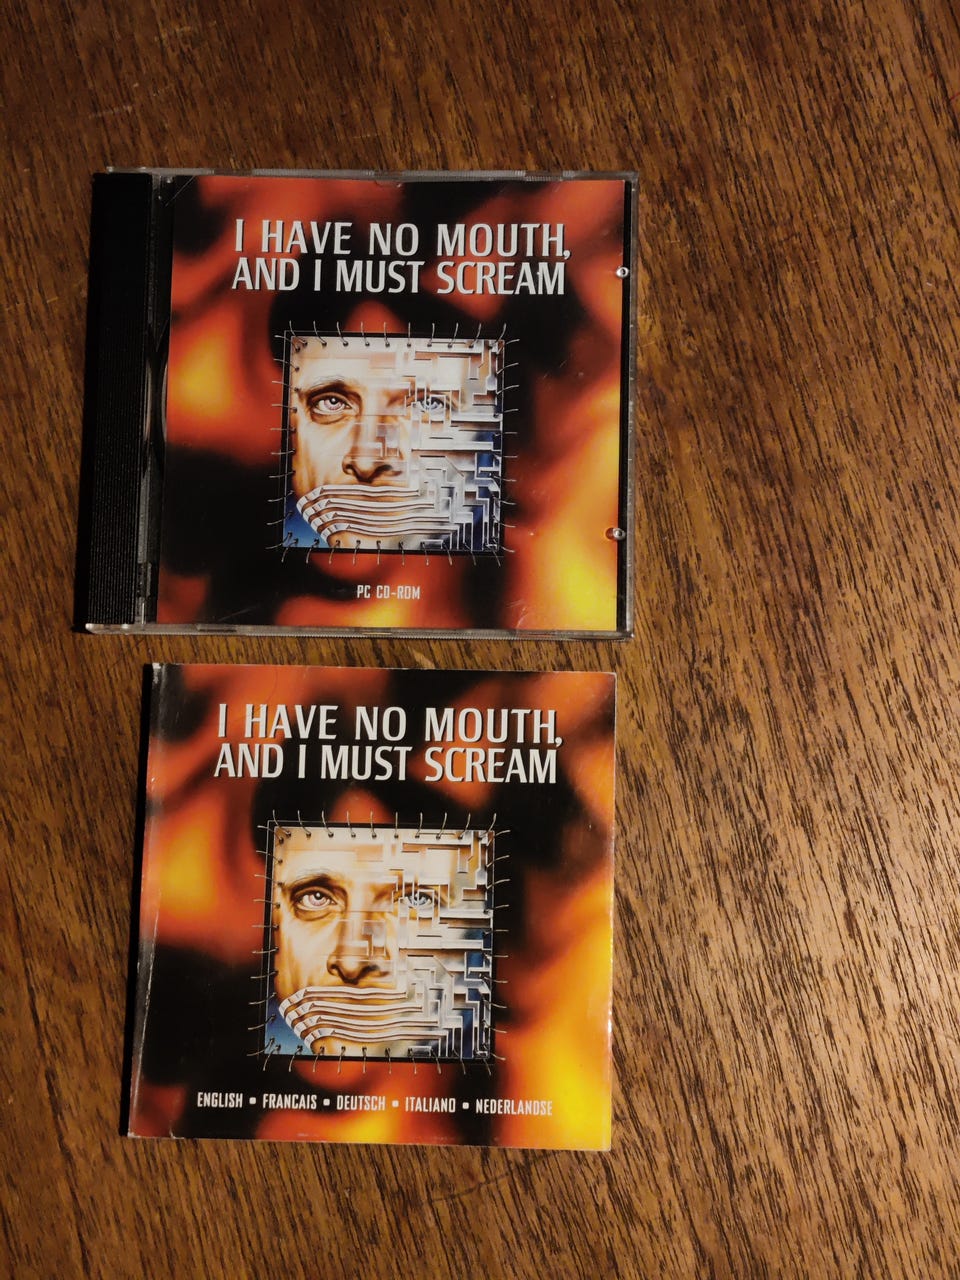 I HAVE NO MOUTH,
AND I MUST SCREAM
PC CD-ROM
I HAVE NO MOUTH,
AND I MUST SCREAM
ENGLISH • FRANCAIS • DEUTSCH • ITALIANO • NEDERLANDSE